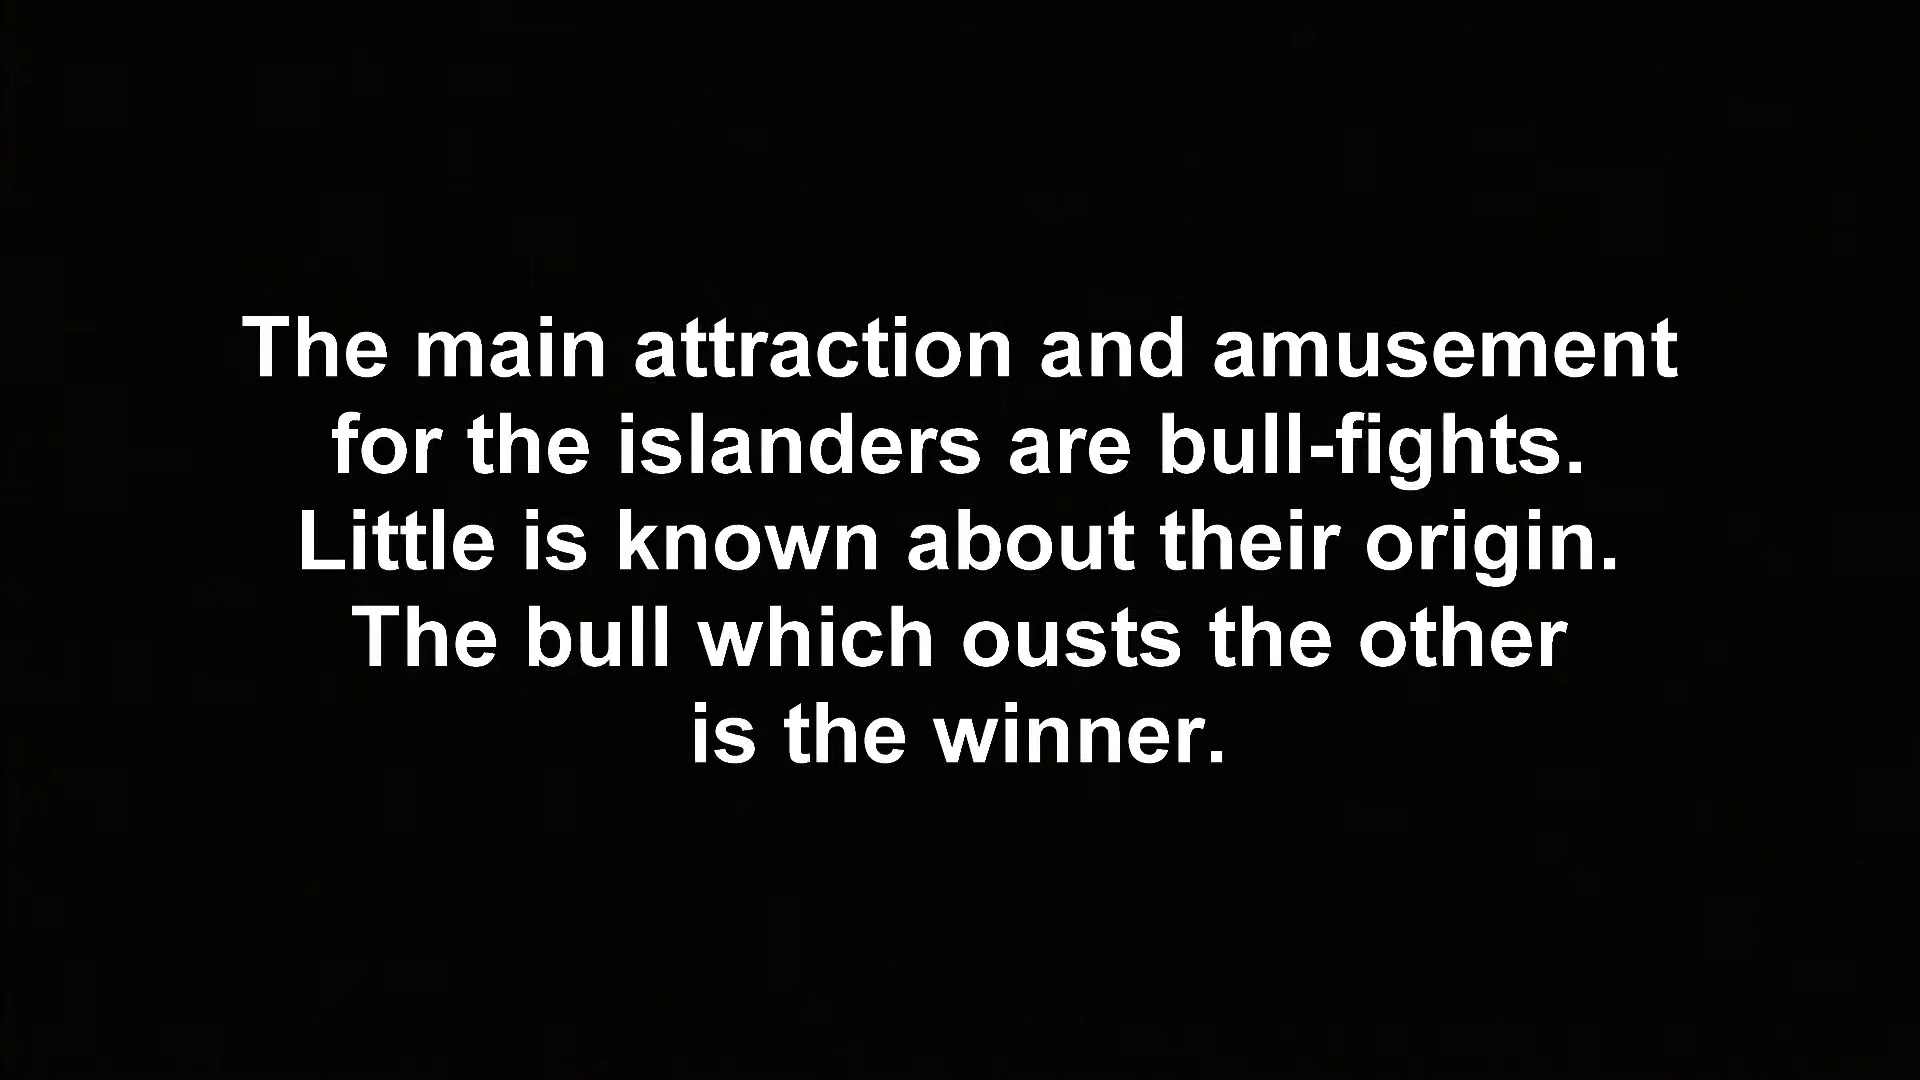 The main attraction and amusement
for the islanders are bull-fights.
Little is known about their origin.
The bull which ousts the other
is the winner.